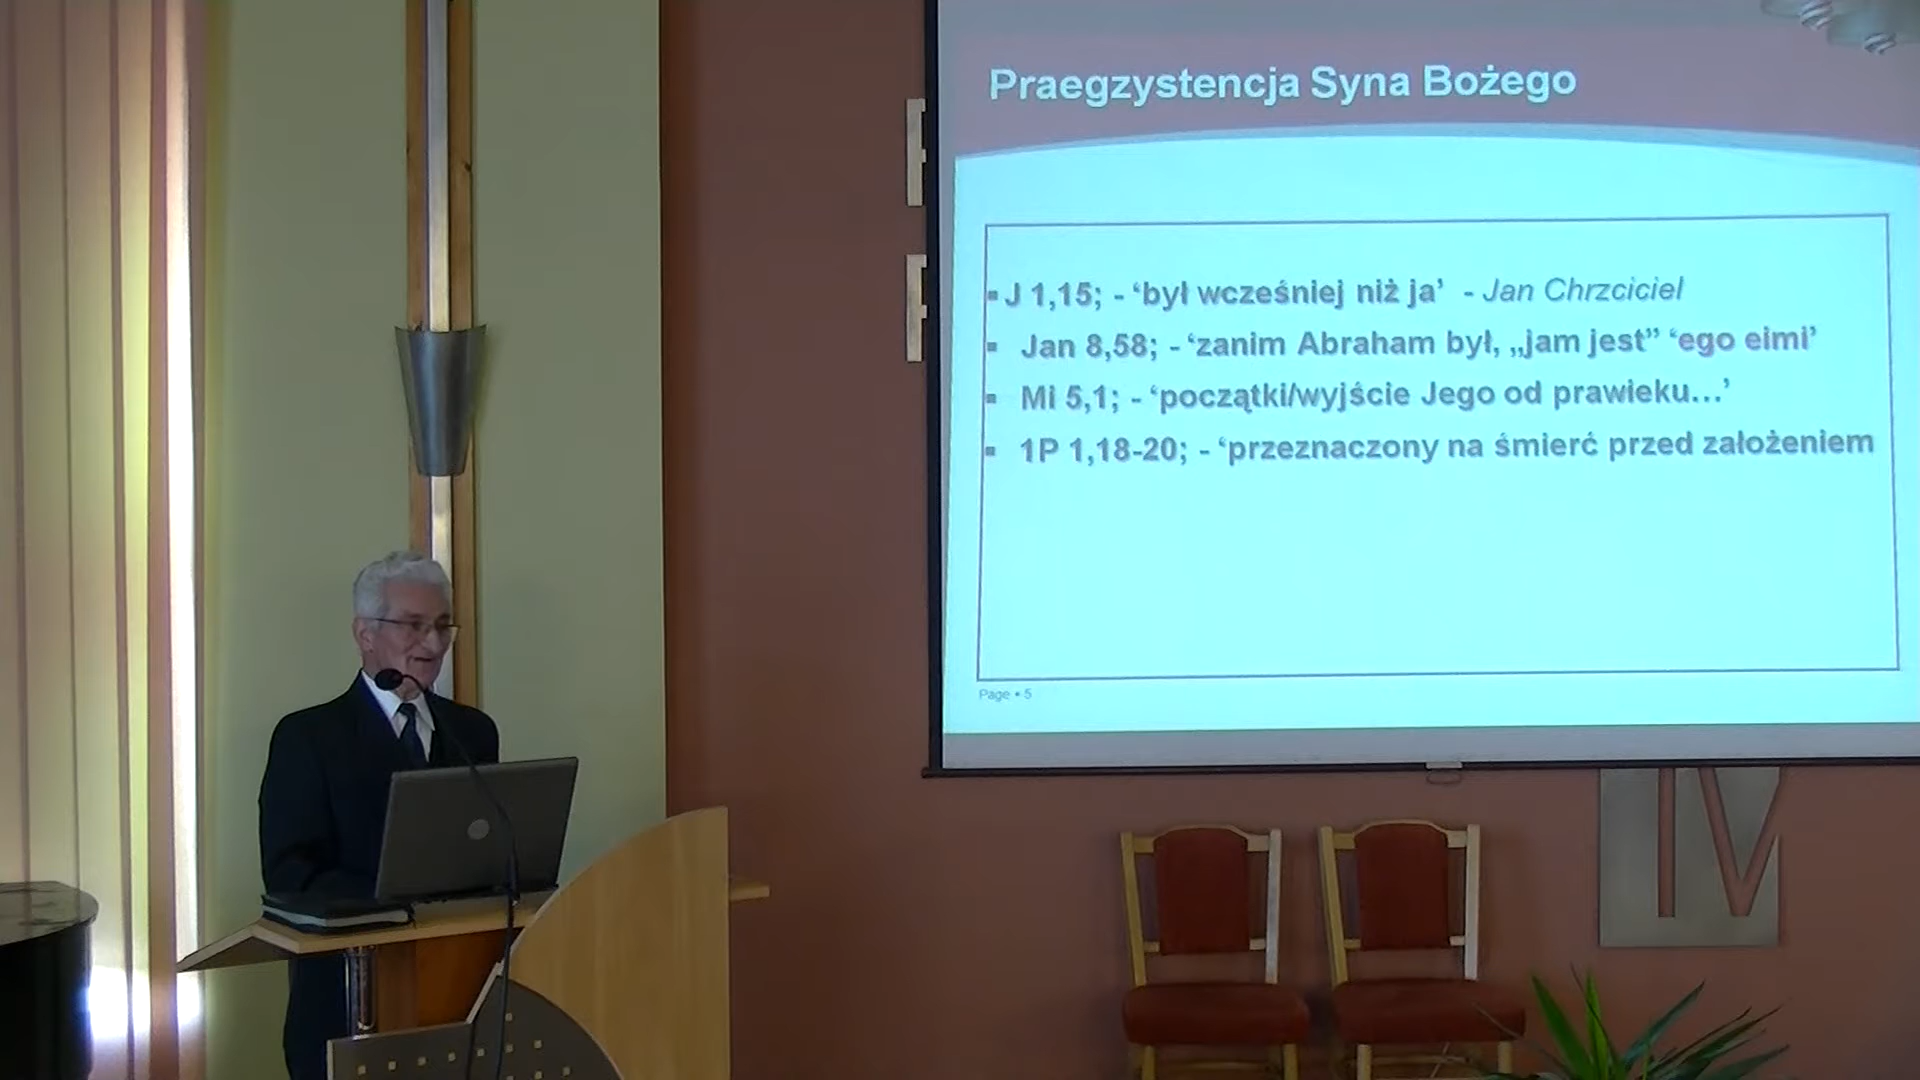 Praegzystencja Syna Bożego
▪ J 1,15; - ‘był wcześniej niż ja’ - Jan Chrzciciel
▪ Jan 8,58; - ‘zanim Abraham był, „jam jest” ‘ego eimi’
▪ Mi 5,1; - ‘początki/wyjście Jego od prawieku…’
▪ 1P 1,18-20; - ‘przeznaczony na śmierć przed założeniem
Page ▪ 5
IV